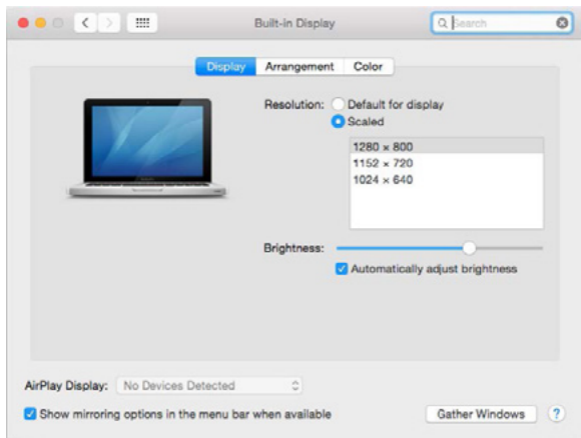 Built-in Display
Search
Display Arrangement Color
Resolution: Default for display
Scaled
1280 × 800
1152 × 720
1024 × 640
Brightness:
Automatically adjust brightness
AirPlay Display: No Devices Detected
Show mirroring options in the menu bar when available
Gather Windows ?